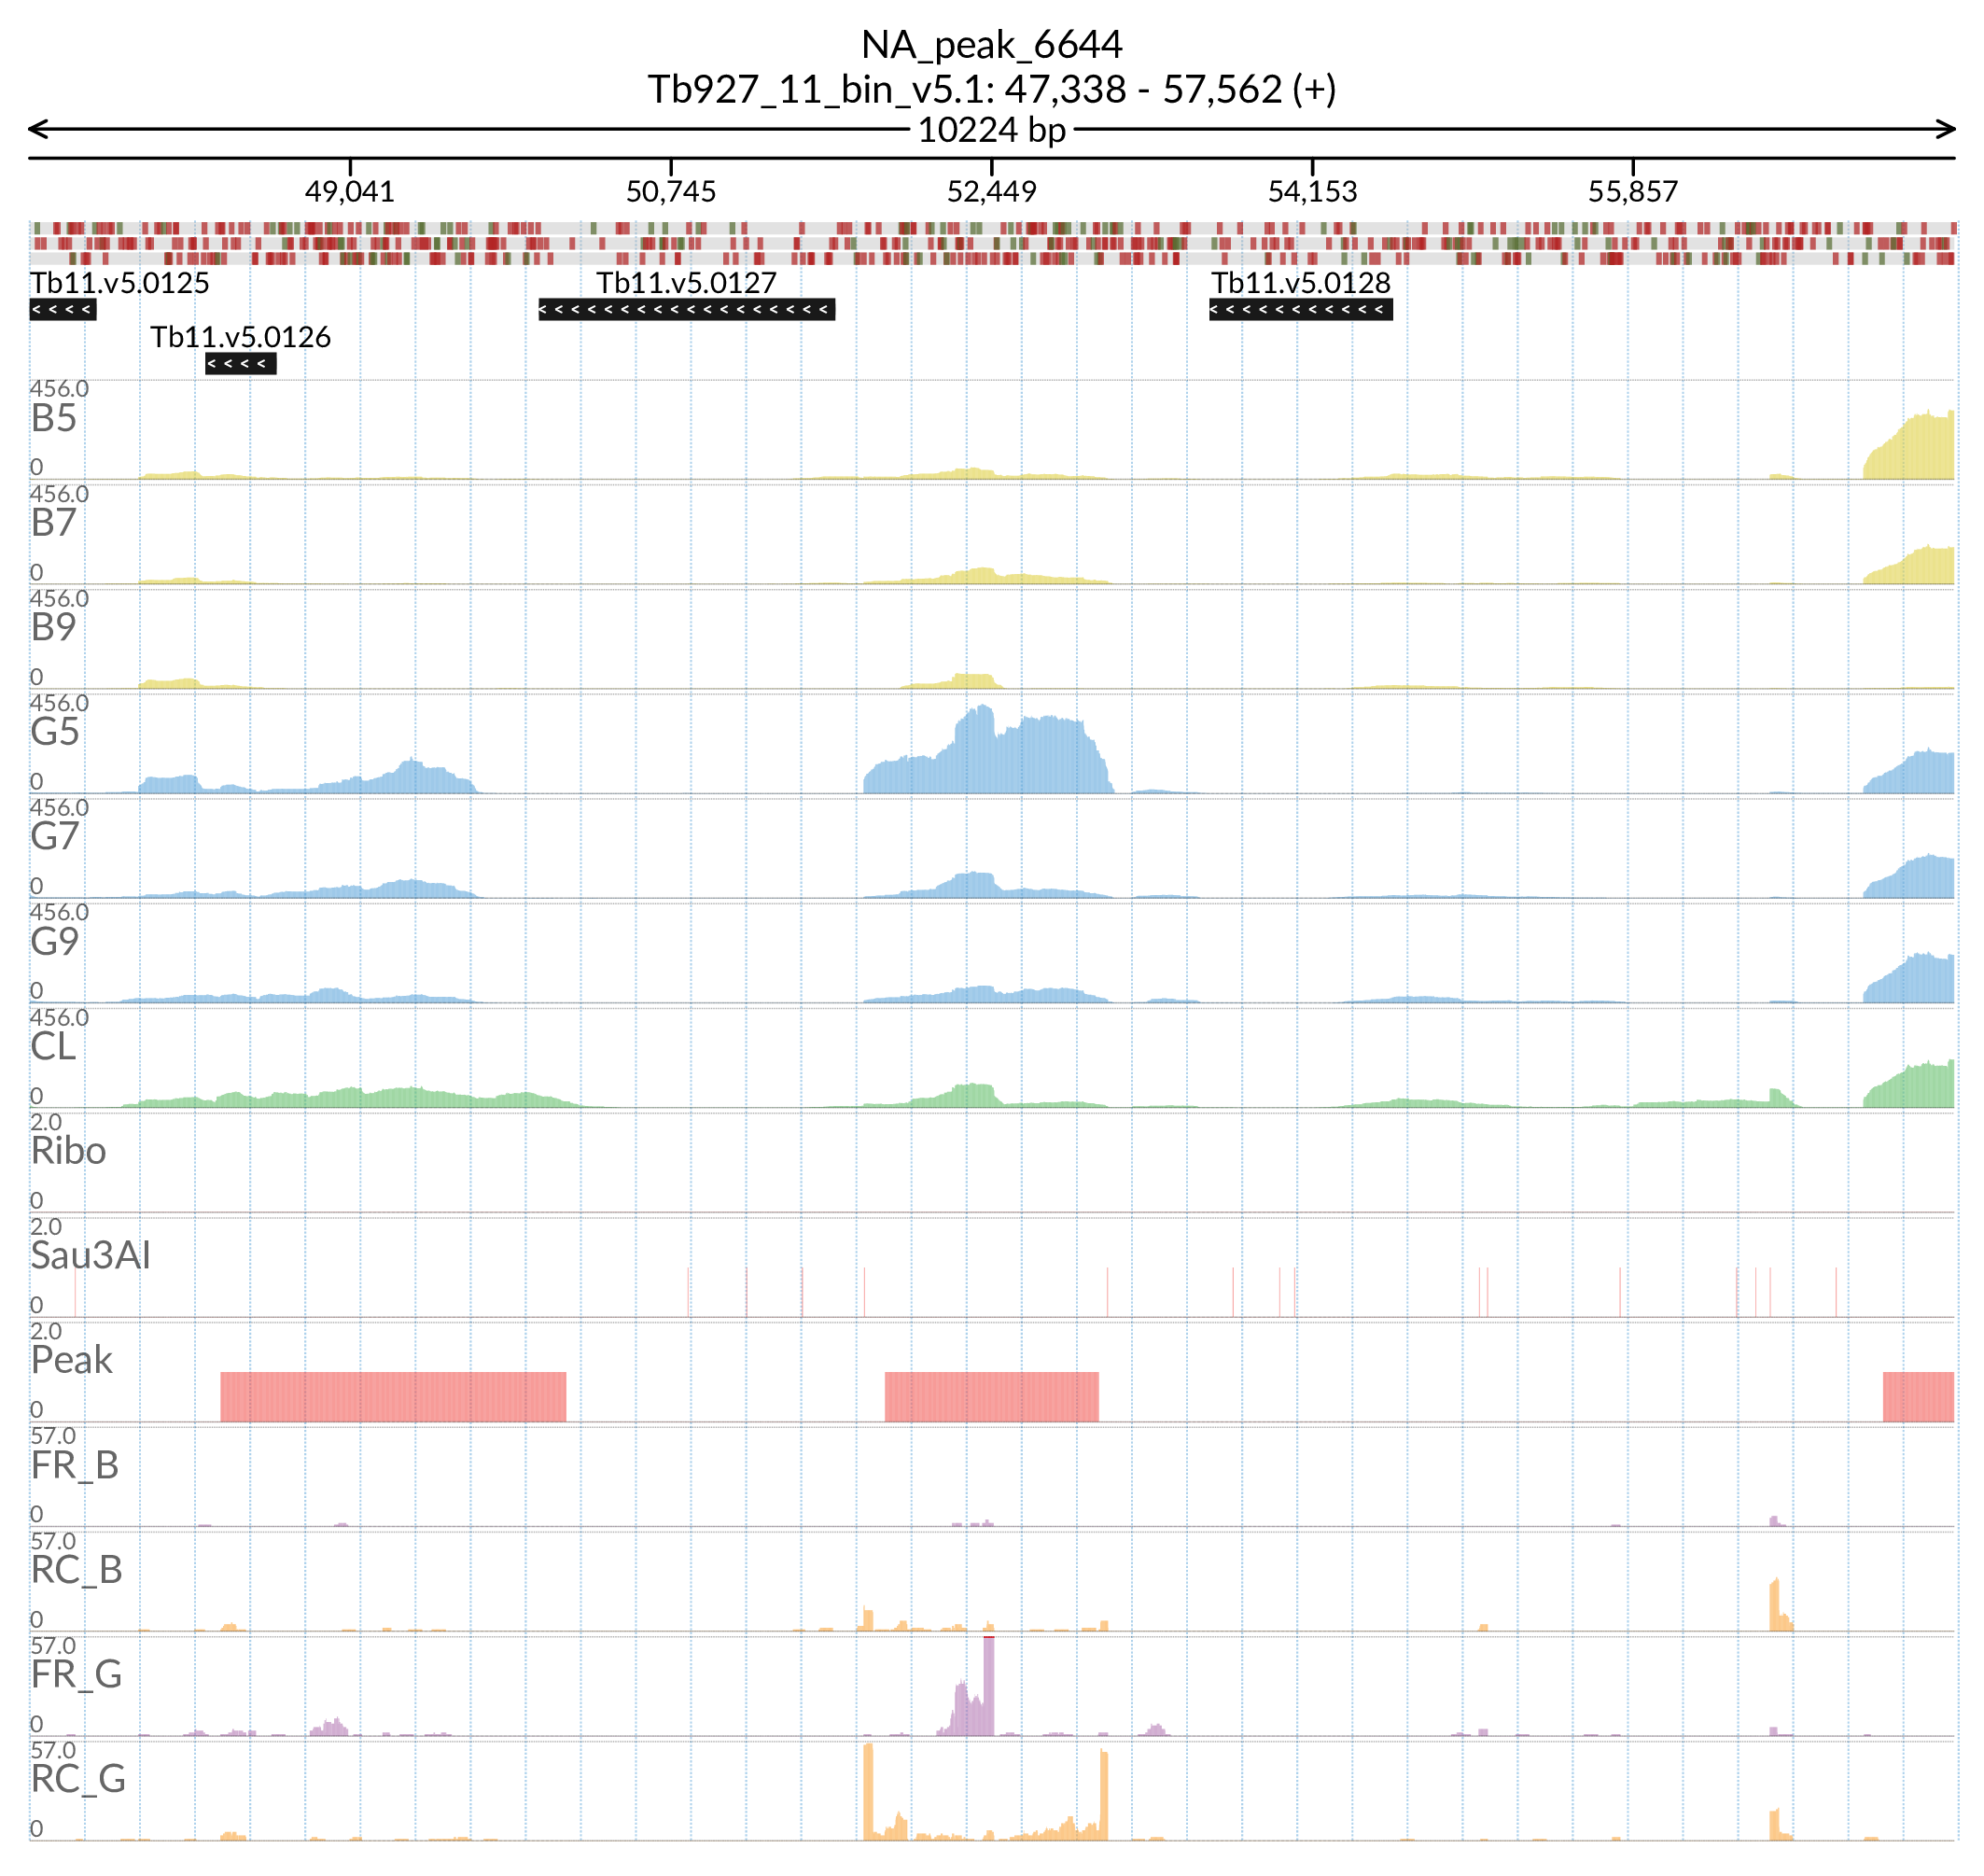 NA_peak_6644
Tb927_11_bin_v5.1: 47,338 - 57,562 (+)
10224 bp
49,041 50,745 52,449 54,153 55,857
Tb11.v5.0125 Tb11.v5.0127 Tb11.v5.0128
Tb11.v5.0126
456.0
B5
0
456.0
B7
0
456.0
B9
0
456.0
G5
0
456.0
G7
0
456.0
G9
0
456.0
CL
0
2.0
Ribo
0
2.0
Sau3AI
0
2.0
Peak
0
57.0
FR_B
0
57.0
RC_B
0
57.0
FR_G
0
57.0
RC_G
0